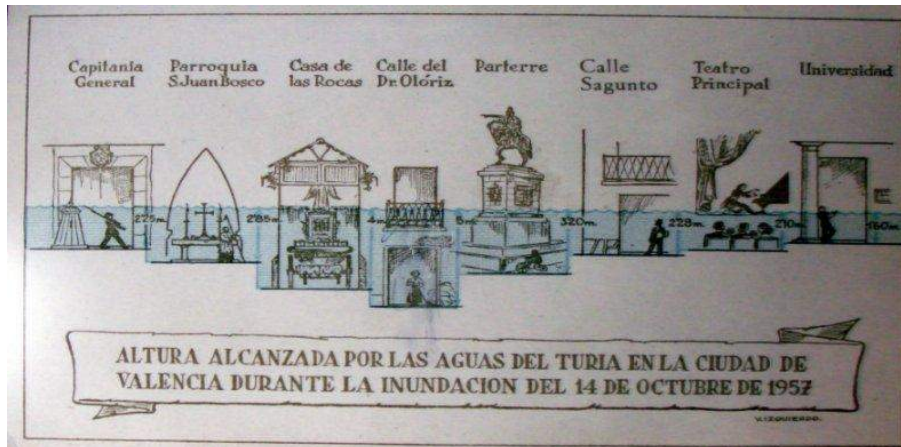 Capitanía
General
Parroquia
S.Juan Bosco
Casa de
las Rocas
Calle del
Dr. Olóriz
Parterre
Calle
Sagunto
Teatro
Principal
Universidad
2'25m.
2'85m.
4m.
5m.
3'20m.
2'28m.
2'10m.
1'60m.
ALTURA ALCANZADA POR LAS AGUAS DEL TURIA EN LA CIUDAD DE
VALENCIA DURANTE LA INUNDACION DEL 14 DE OCTUBRE DE 1957
V. IZQUIERDO.